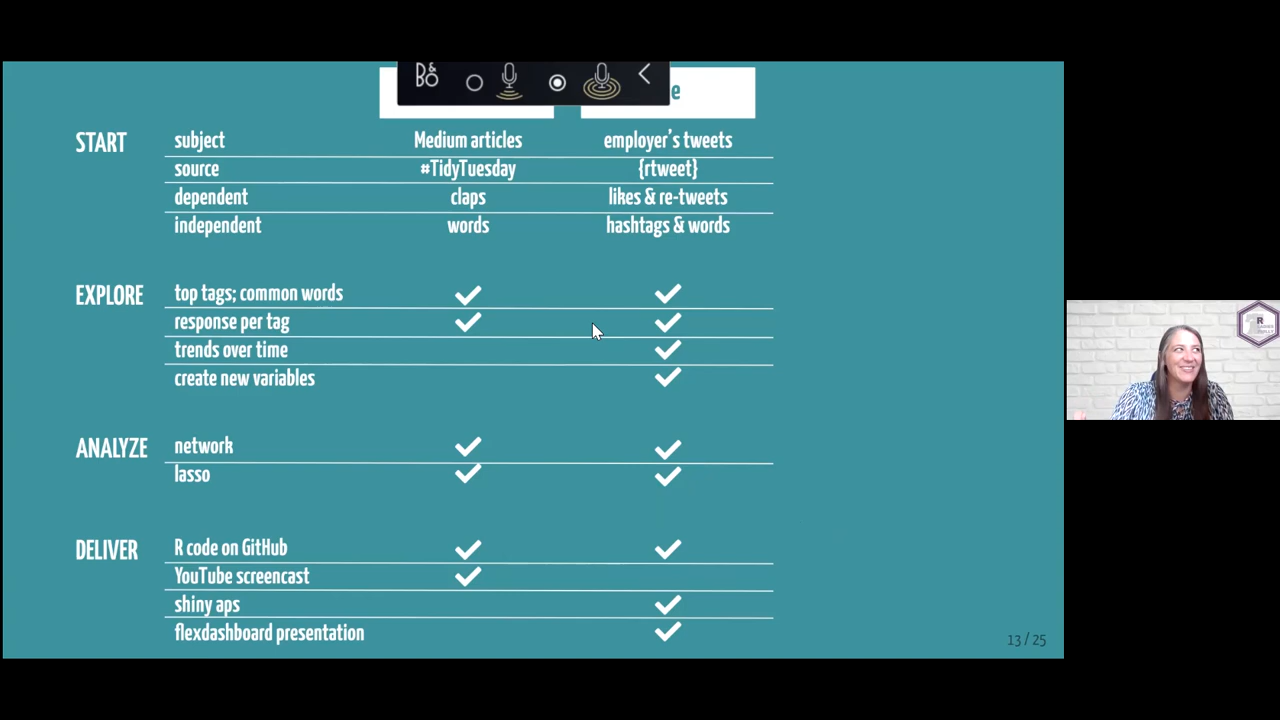 B&O
e
START subject Medium articles employer's tweets
source #TidyTuesday {rtweet}
dependent claps likes & re-tweets
independent words hashtags & words
EXPLORE top tags; common words
response per tag
trends over time
create new variables
ANALYZE network
lasso
DELIVER R code on GitHub
YouTube screencast
shiny aps
flexdashboard presentation
13 / 25
R